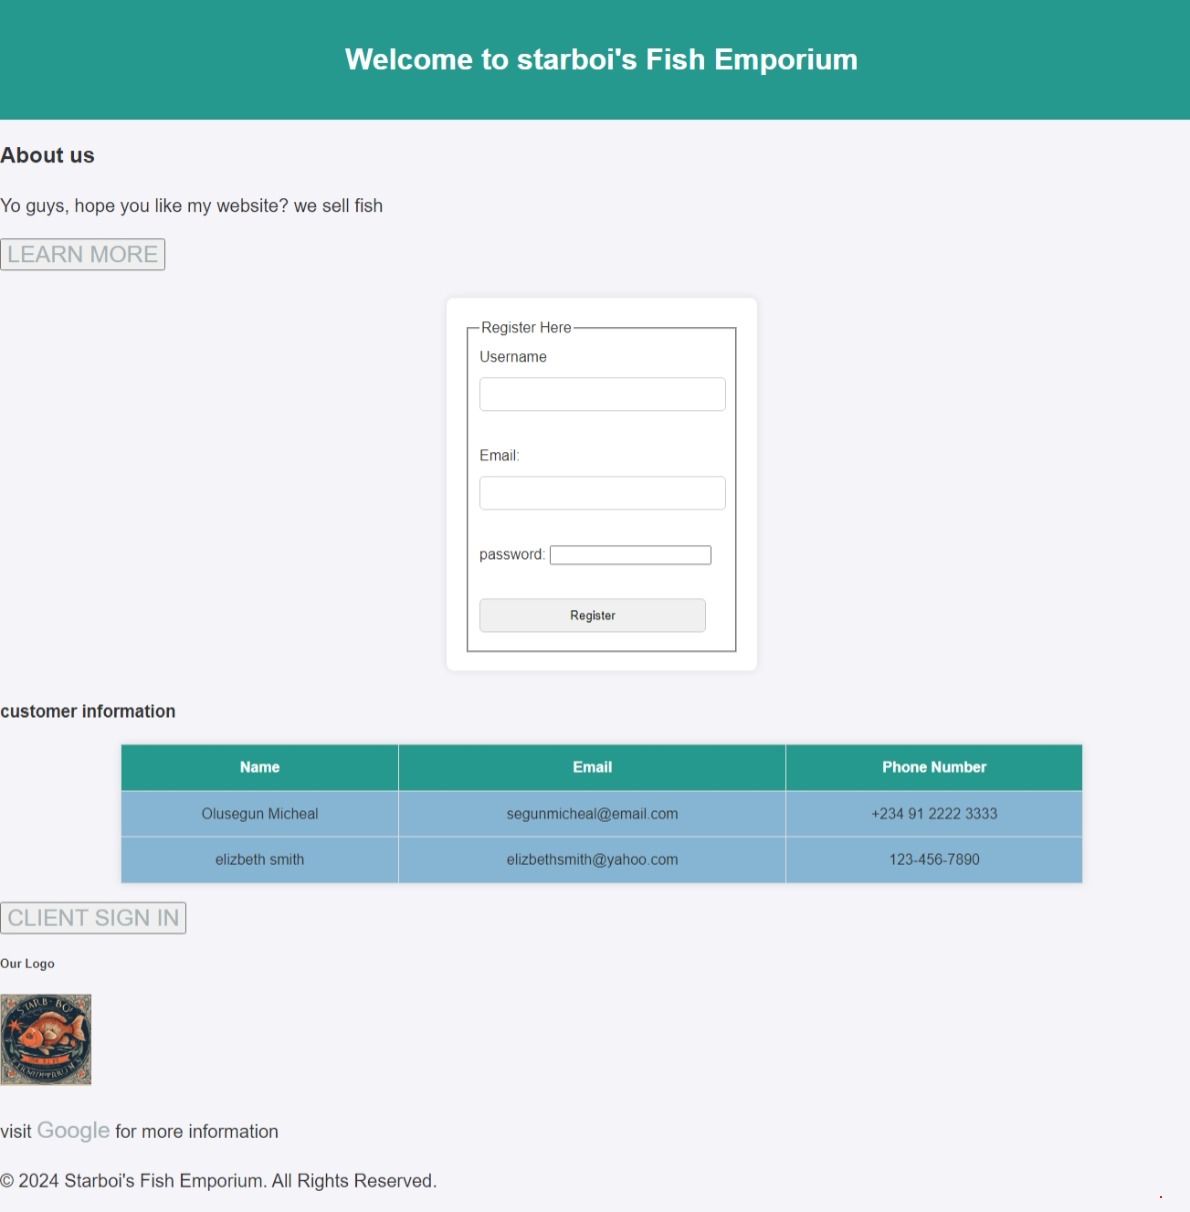 Welcome to starboi's Fish Emporium
About us
Yo guys, hope you like my website? we sell fish
LEARN MORE
Register Here
Username
Email:
password:
Register
customer information
Name Email Phone Number
Olusegun Micheal segunmicheal@email.com +234 91 2222 3333
elizbeth smith elizbethsmith@yahoo.com 123-456-7890
CLIENT SIGN IN
Our Logo
visit Google for more information
© 2024 Starboi's Fish Emporium. All Rights Reserved.